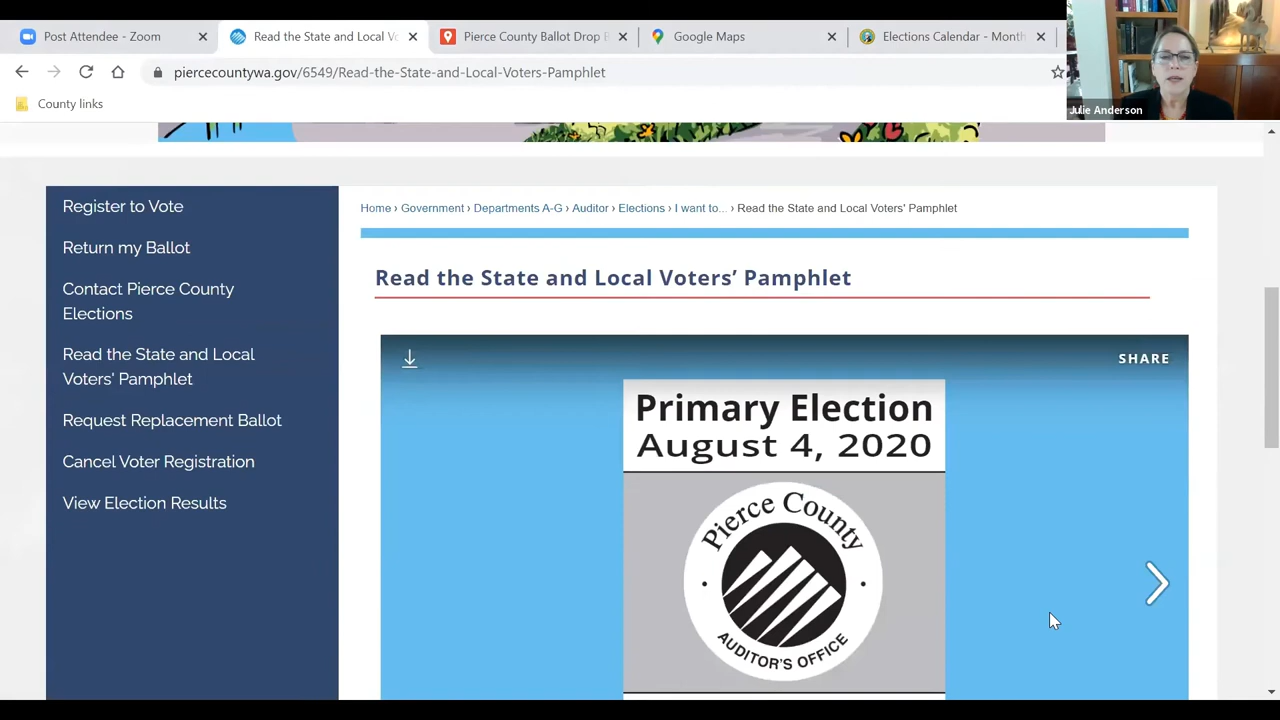 Post Attendee - Zoom
Read the State and Local Vo
Pierce County Ballot Drop B
Google Maps
Elections Calendar - Month
piercecountywa.gov/6549/Read-the-State-and-Local-Voters-Pamphlet
Julie Anderson
County links
Register to Vote
Return my Ballot
Contact Pierce County
Elections
Read the State and Local
Voters' Pamphlet
Request Replacement Ballot
Cancel Voter Registration
View Election Results
Home › Government › Departments A-G › Auditor › Elections › I want to... › Read the State and Local Voters' Pamphlet
Read the State and Local Voters’ Pamphlet
SHARE
Primary Election
August 4, 2020
Pierce County
AUDITOR'S OFFICE